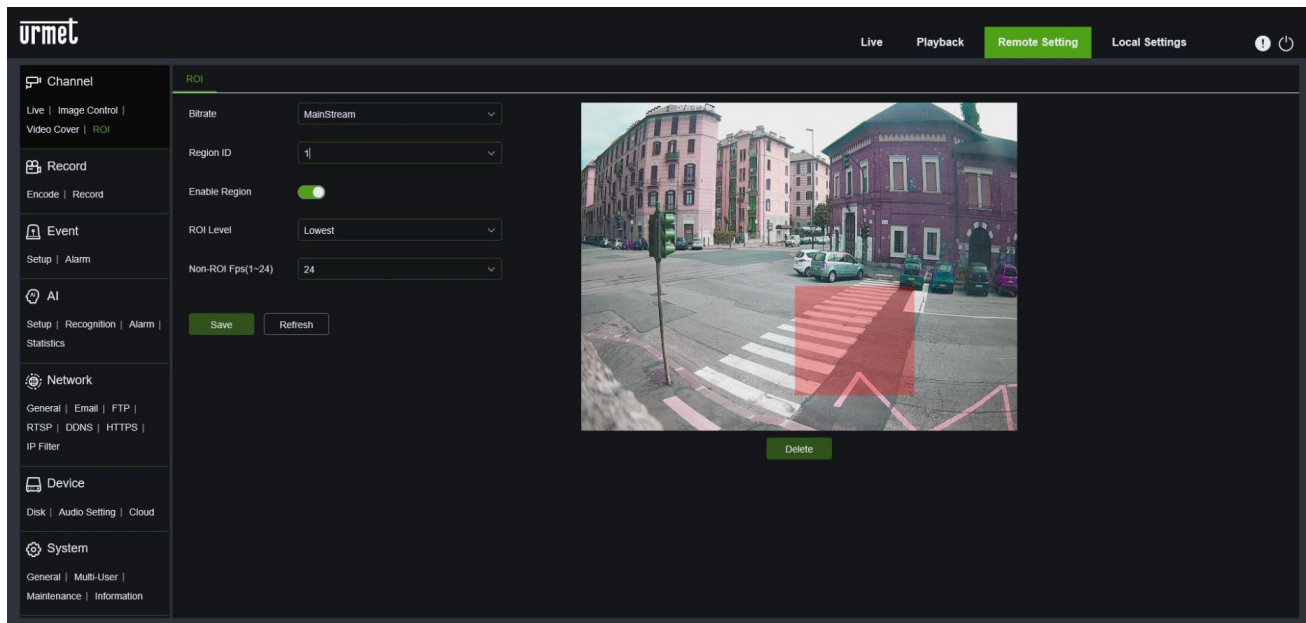 urmet
Live Playback Remote Setting Local Settings
Channel
Live | Image Control |
Video Cover | ROI
Record
Encode | Record
Event
Setup | Alarm
AI
Setup | Recognition | Alarm |
Statistics
Network
General | Email | FTP |
RTSP | DDNS | HTTPS |
IP Filter
Device
Disk | Audio Setting | Cloud
System
General | Multi-User |
Maintenance | Information
ROI
Bitrate MainStream
Region ID 1
Enable Region
ROI Level Lowest
Non-ROI Fps(1~24) 24
Save Refresh
Delete